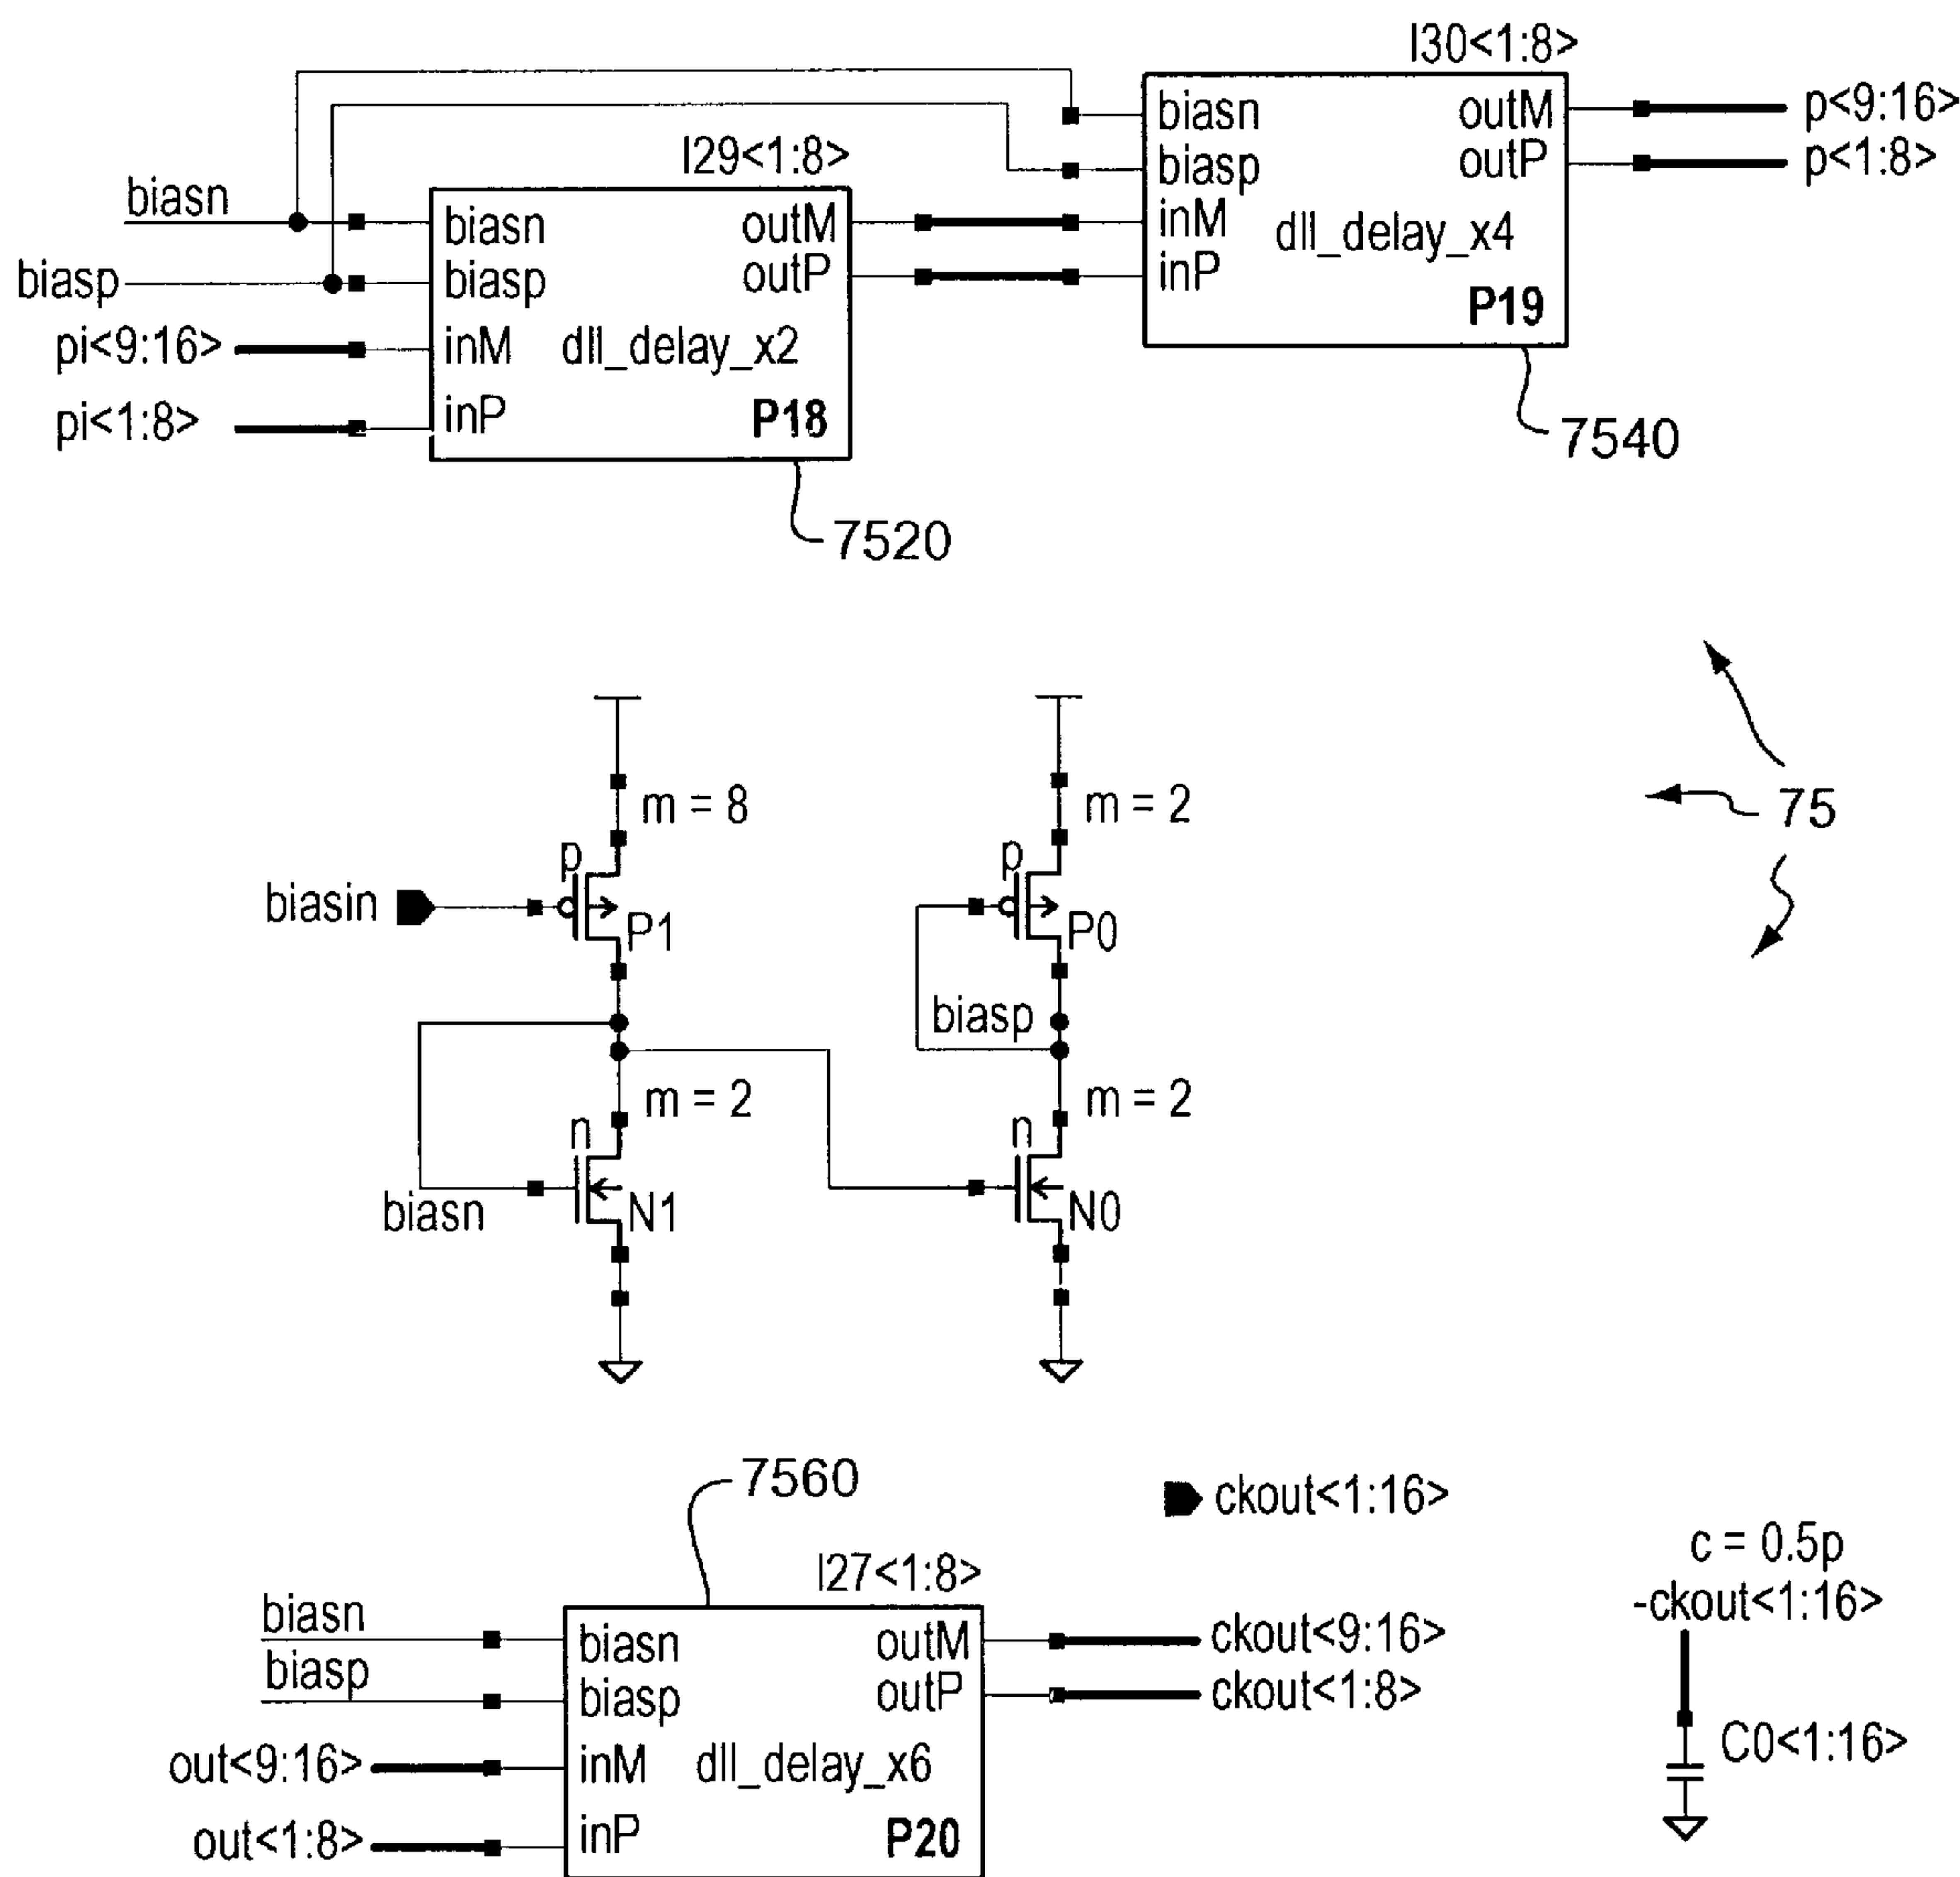 I30<1:8>
biasn outM p<9:16>
biasp outP p<1:8>
inM dll_delay_x4
inP
P19
7540
I29<1:8>
biasn biasn outM
biasp biasp outP
pi<9:16> inM dll_delay_x2
pi<1:8> inP P18
7520
75
m = 8 m = 2
p p
biasin P1 P0
biasp
m = 2 m = 2
n n
biasn N1 N0
7560
ckout<1:16>
c = 0.5p
-ckout<1:16>
C0<1:16>
I27<1:8>
biasn biasn outM ckout<9:16>
biasp biasp outP ckout<1:8>
out<9:16> inM dll_delay_x6
out<1:8> inP P20